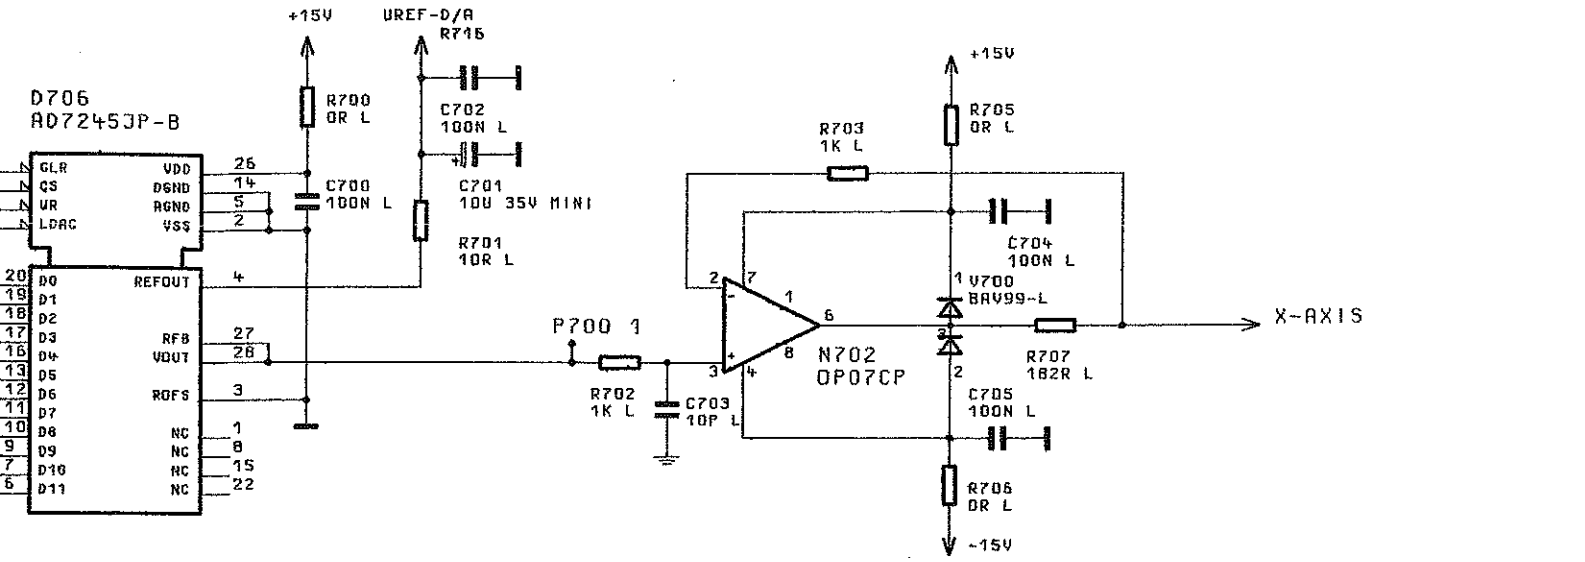 +15V
UREF-D/A
R716
+15V
D706
AD7245JP-B
R700
0R L
C702
100N L
R705
0R L
R703
1K L
CLR
CS
WR
LDAC
VDD 26
DGND 14
AGND 5
VSS 2
C700
100N L
+
C701
10U 35V MINI
R701
10R L
C704
100N L
20 D0
19 D1
18 D2
17 D3
16 D4
13 D5
12 D6
11 D7
10 D8
9 D9
7 D10
6 D11
REFOUT 4
RFB 27
VOUT 28
ROFS 3
NC 1
NC 8
NC 15
NC 22
P700 1
R702
1K L
C703
10P L
2
-
7
1
6
+
3
4
8
N702
OP07CP
1 V700
BAV99-L
3
2
R707
182R L
X-AXIS
C705
100N L
R706
0R L
-15V